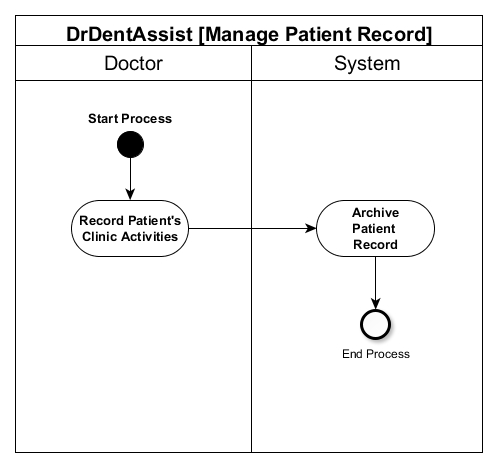 DrDentAssist [Manage Patient Record]
Doctor
System
Start Process
Record Patient's
Clinic Activities
Archive
Patient
Record
End Process